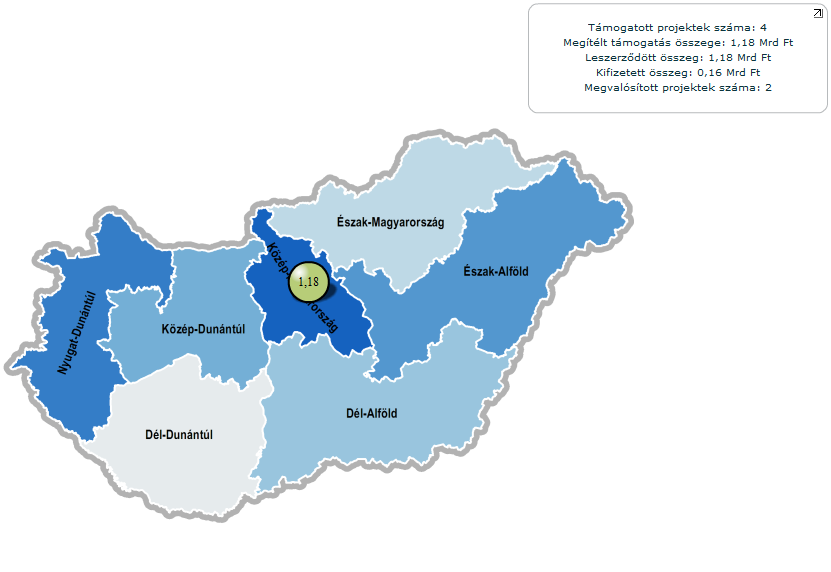 Támogatott projektek száma: 4
Megítélt támogatás összege: 1,18 Mrd Ft
Leszerződött összeg: 1,18 Mrd Ft
Kifizetett összeg: 0,16 Mrd Ft
Megvalósított projektek száma: 2
Észak-Magyarország
Észak-Alföld
1,18
Nyugat-Dunántúl
Közép-Dunántúl
Dél-Alföld
Dél-Dunántúl